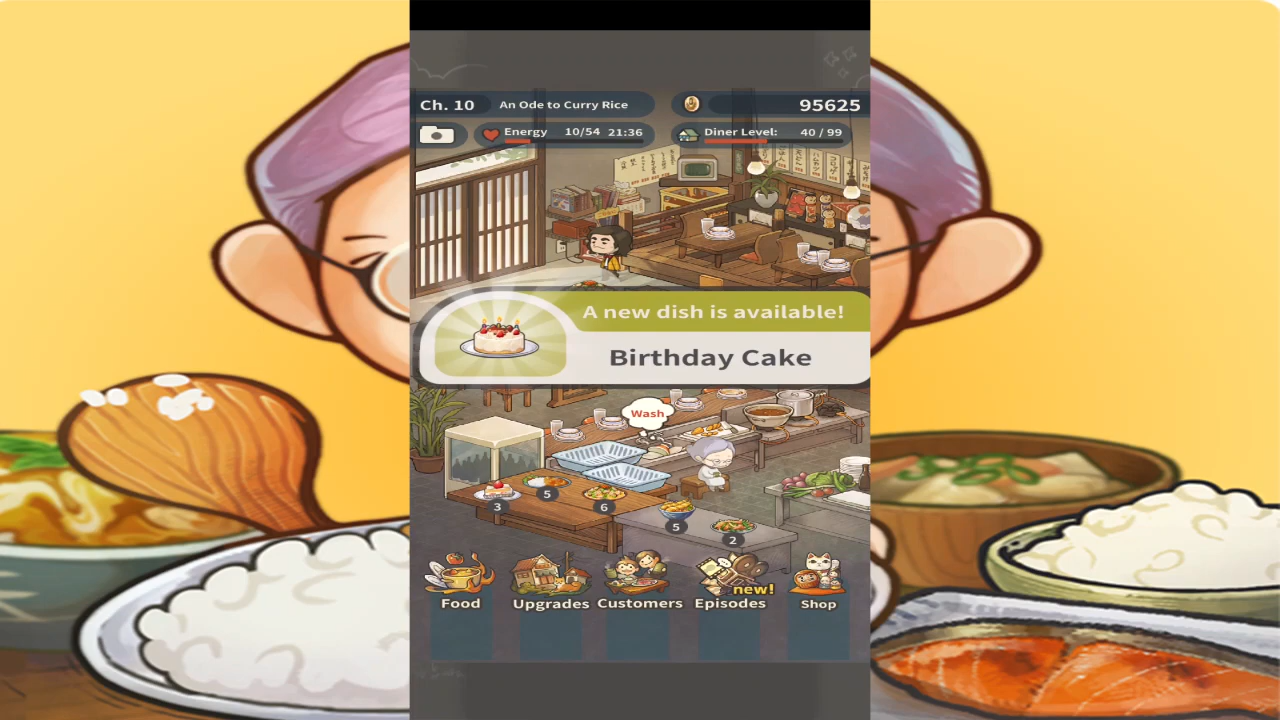 Ch. 10 An Ode to Curry Rice 95625
Energy 10/54 21:36 Diner Level: 40 / 99
A new dish is available!
Birthday Cake
Wash
3 5 6 5 2
new!
Food Upgrades Customers Episodes Shop